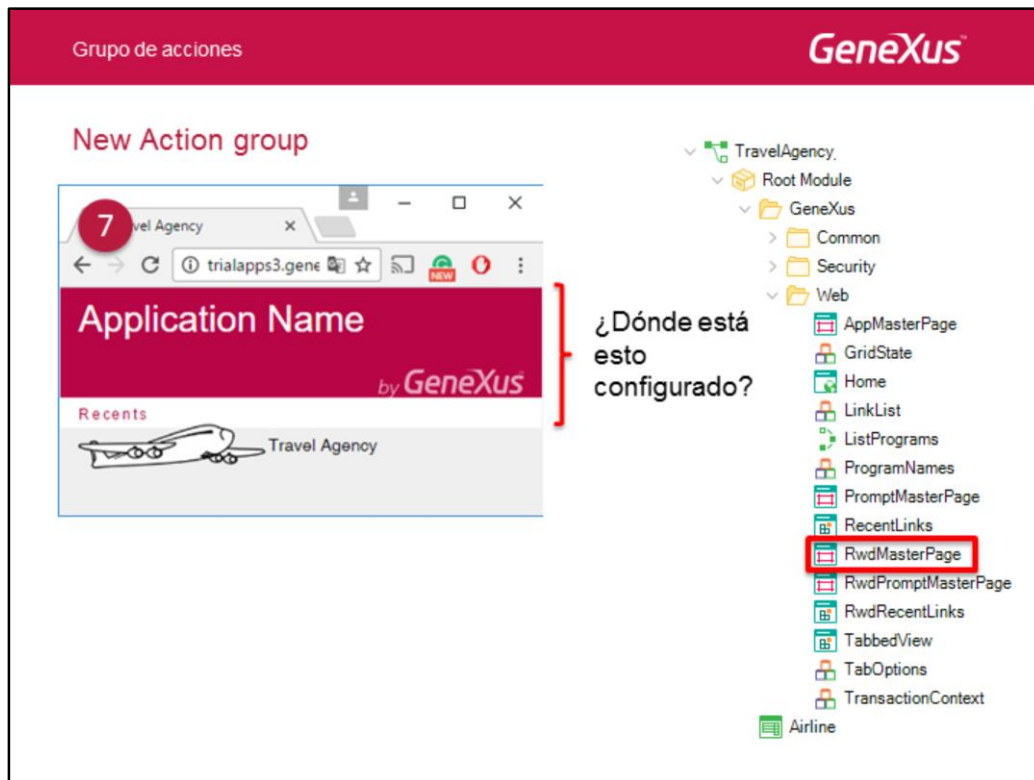 Grupo de acciones
GeneXus™
New Action group
7
vel Agency
trialapps3.gene
NEW
Application Name
by GeneXus
Recents
Travel Agency
¿Dónde está
esto
configurado?
TravelAgency
Root Module
GeneXus
Common
Security
Web
AppMasterPage
GridState
Home
LinkList
ListPrograms
ProgramNames
PromptMasterPage
RecentLinks
RwdMasterPage
RwdPromptMasterPage
RwdRecentLinks
TabbedView
TabOptions
TransactionContext
Airline